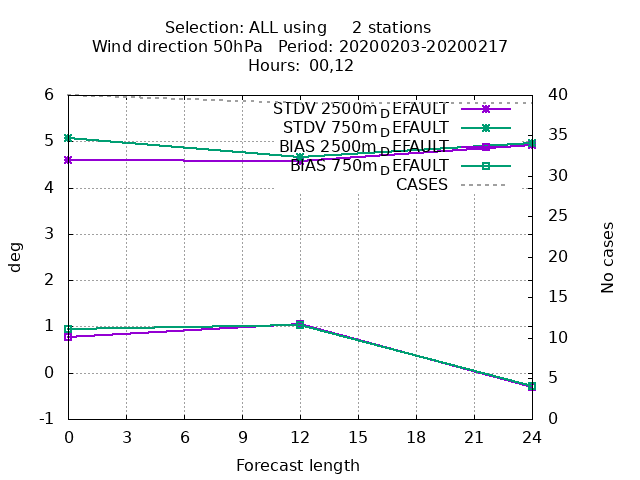 Selection: ALL using     2 stations
Wind direction 50hPa   Period: 20200203-20200217
Hours: 00,12
STDV 2500m_DEFAULT
STDV 750m_DEFAULT
BIAS 2500m_DEFAULT
BIAS 750m_DEFAULT
CASES
6
5
4
3
2
1
0
-1
deg
40
35
30
25
20
15
10
5
0
No cases
0 3 6 9 12 15 18 21 24
Forecast length